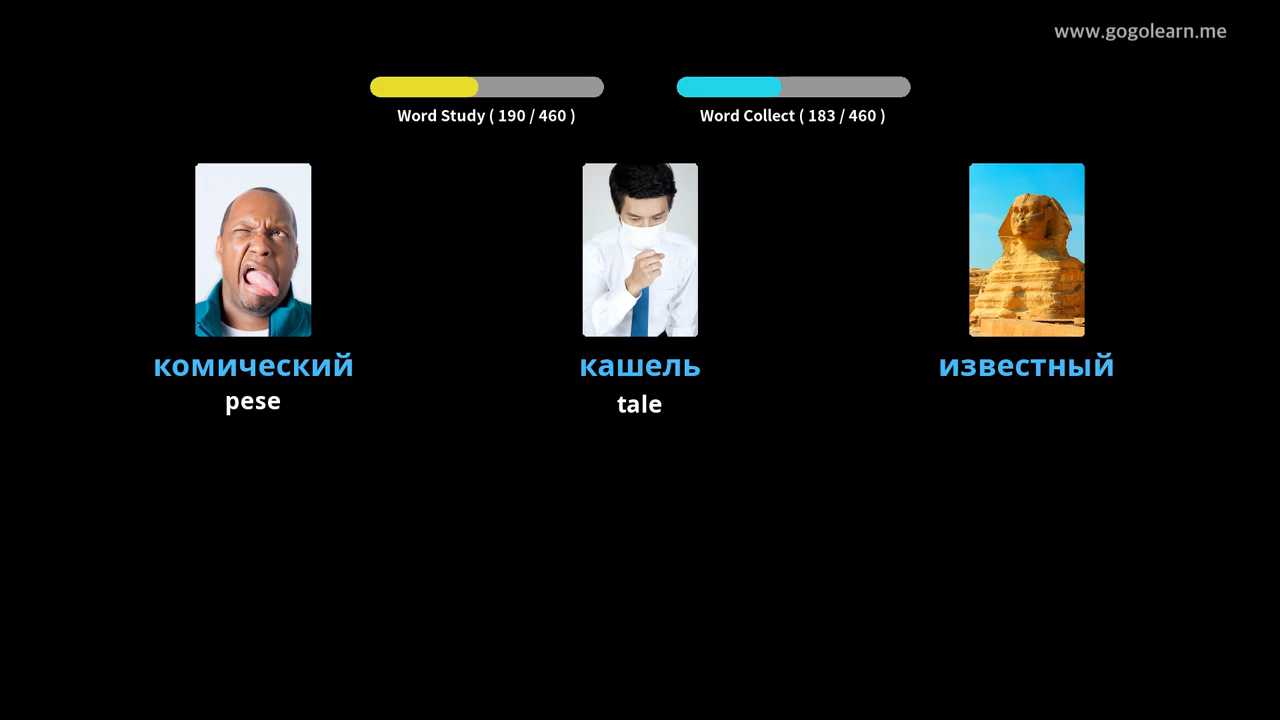 www.gogolearn.me
Word Study ( 190 / 460 )
Word Collect ( 183 / 460 )
комический
кашель
известный
pese
tale